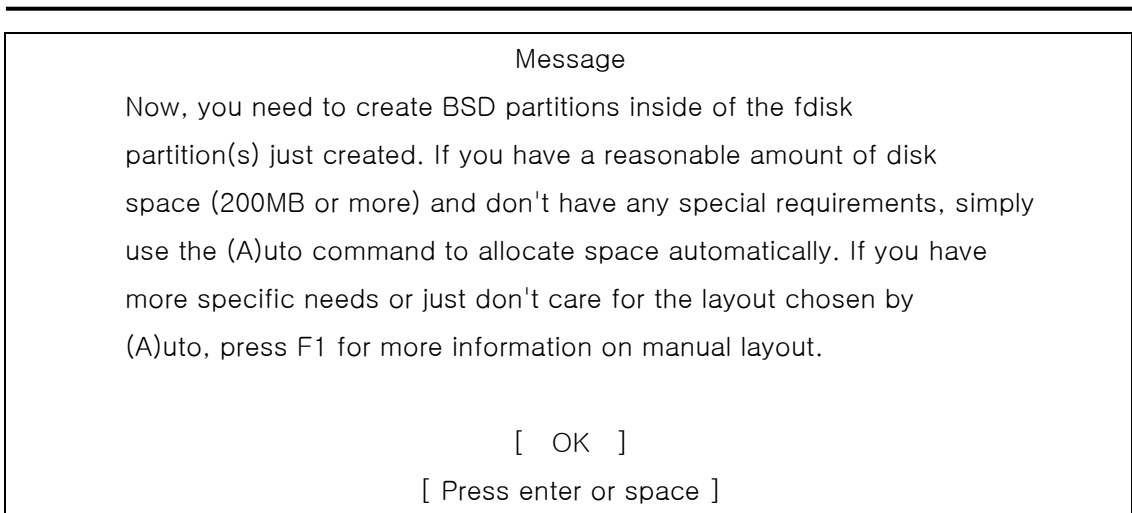 Message
Now, you need to create BSD partitions inside of the fdisk
partition(s) just created. If you have a reasonable amount of disk
space (200MB or more) and don't have any special requirements, simply
use the (A)uto command to allocate space automatically. If you have
more specific needs or just don't care for the layout chosen by
(A)uto, press F1 for more information on manual layout.
[ OK ]
[ Press enter or space ]